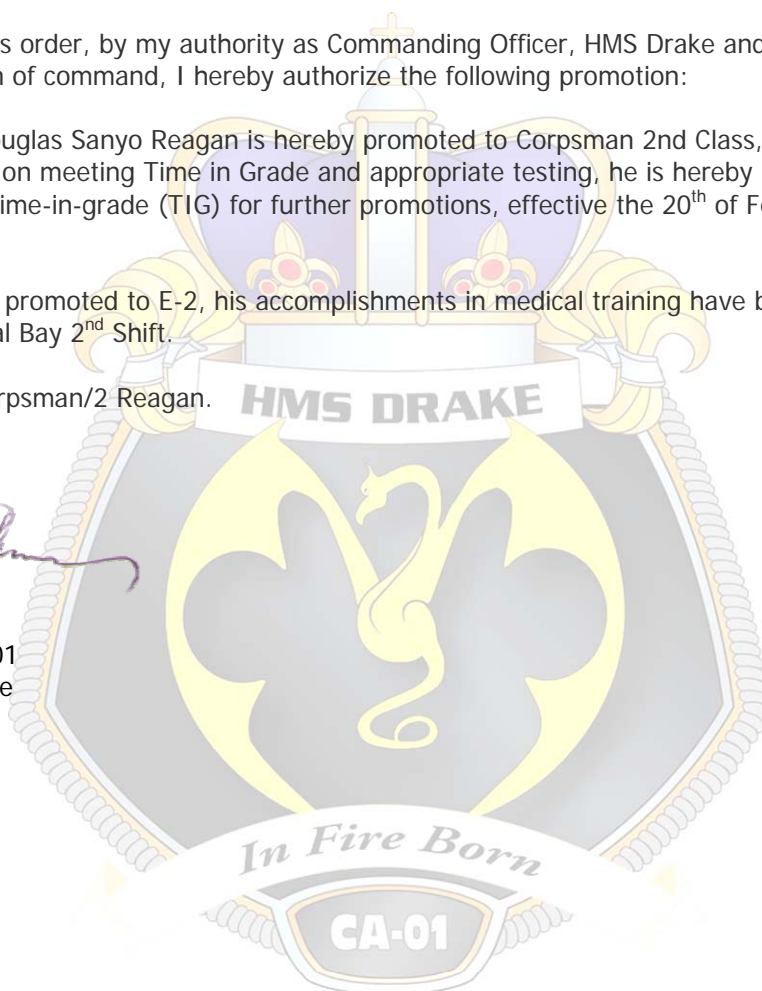 s order, by my authority as Commanding Officer, HMS Drake and
of command, I hereby authorize the following promotion:
uglas Sanyo Reagan is hereby promoted to Corpsman 2nd Class,
on meeting Time in Grade and appropriate testing, he is hereby
ime-in-grade (TIG) for further promotions, effective the 20th of Fe
promoted to E-2, his accomplishments in medical training have b
al Bay 2nd Shift.
rpsman/2 Reagan.
HMS DRAKE
01
e
In Fire Born
CA-01